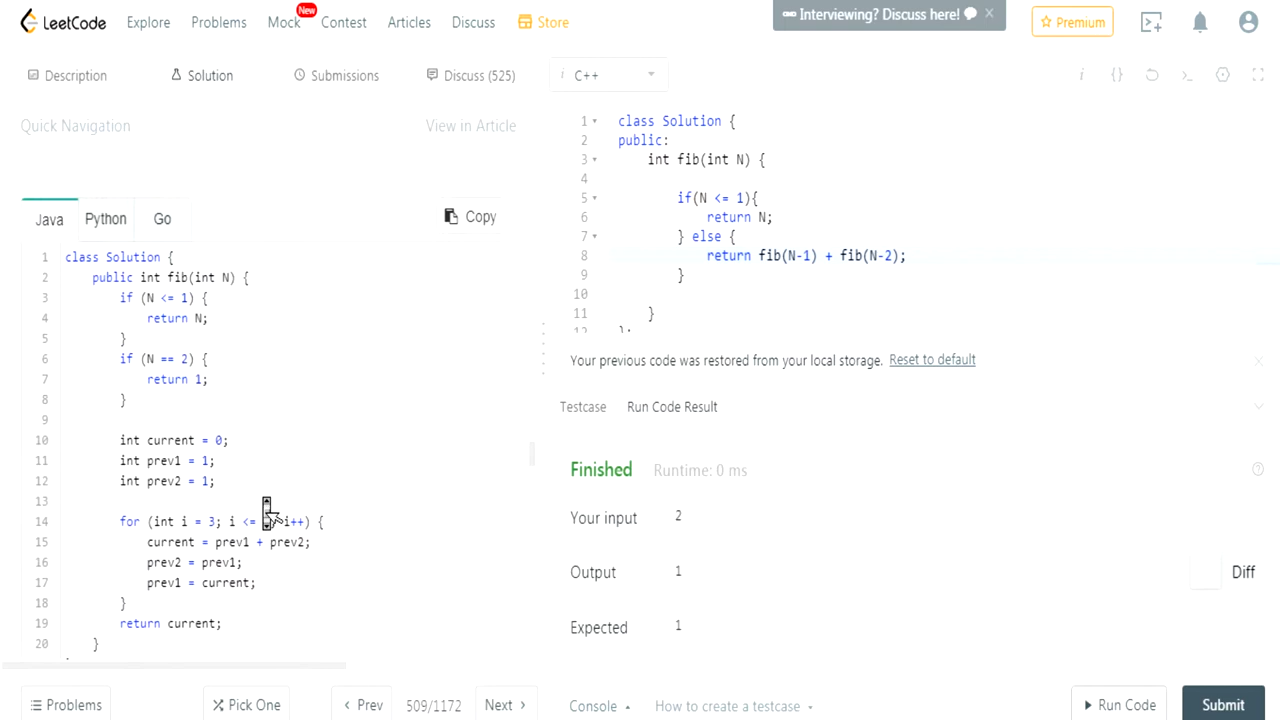 LeetCode Explore Problems Mock New Contest Articles Discuss Store Interviewing? Discuss here! Premium
Description Solution Submissions Discuss (525)
Quick Navigation View in Article
Java Python Go Copy
1 class Solution {
2 public int fib(int N) {
3 if (N <= 1) {
4 return N;
5 }
6 if (N == 2) {
7 return 1;
8 }
9
10 int current = 0;
11 int prev1 = 1;
12 int prev2 = 1;
13
14 for (int i = 3; i <= i++) {
15 current = prev1 + prev2;
16 prev2 = prev1;
17 prev1 = current;
18 }
19 return current;
20 }
Problems Pick One Prev 509/1172 Next
i C++
1 class Solution {
2 public:
3 int fib(int N) {
4
5 if(N <= 1){
6 return N;
7 } else {
8 return fib(N-1) + fib(N-2);
9 }
10
11 }
12 };
Your previous code was restored from your local storage. Reset to default
Testcase Run Code Result
Finished Runtime: 0 ms
Your input 2
Output 1 Diff
Expected 1
Console How to create a testcase Run Code Submit